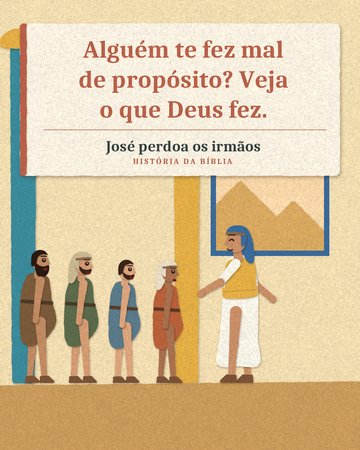 Alguém te fez mal
de propósito? Veja
o que Deus fez.
José perdoa os irmãos
HISTÓRIA DA BÍBLIA